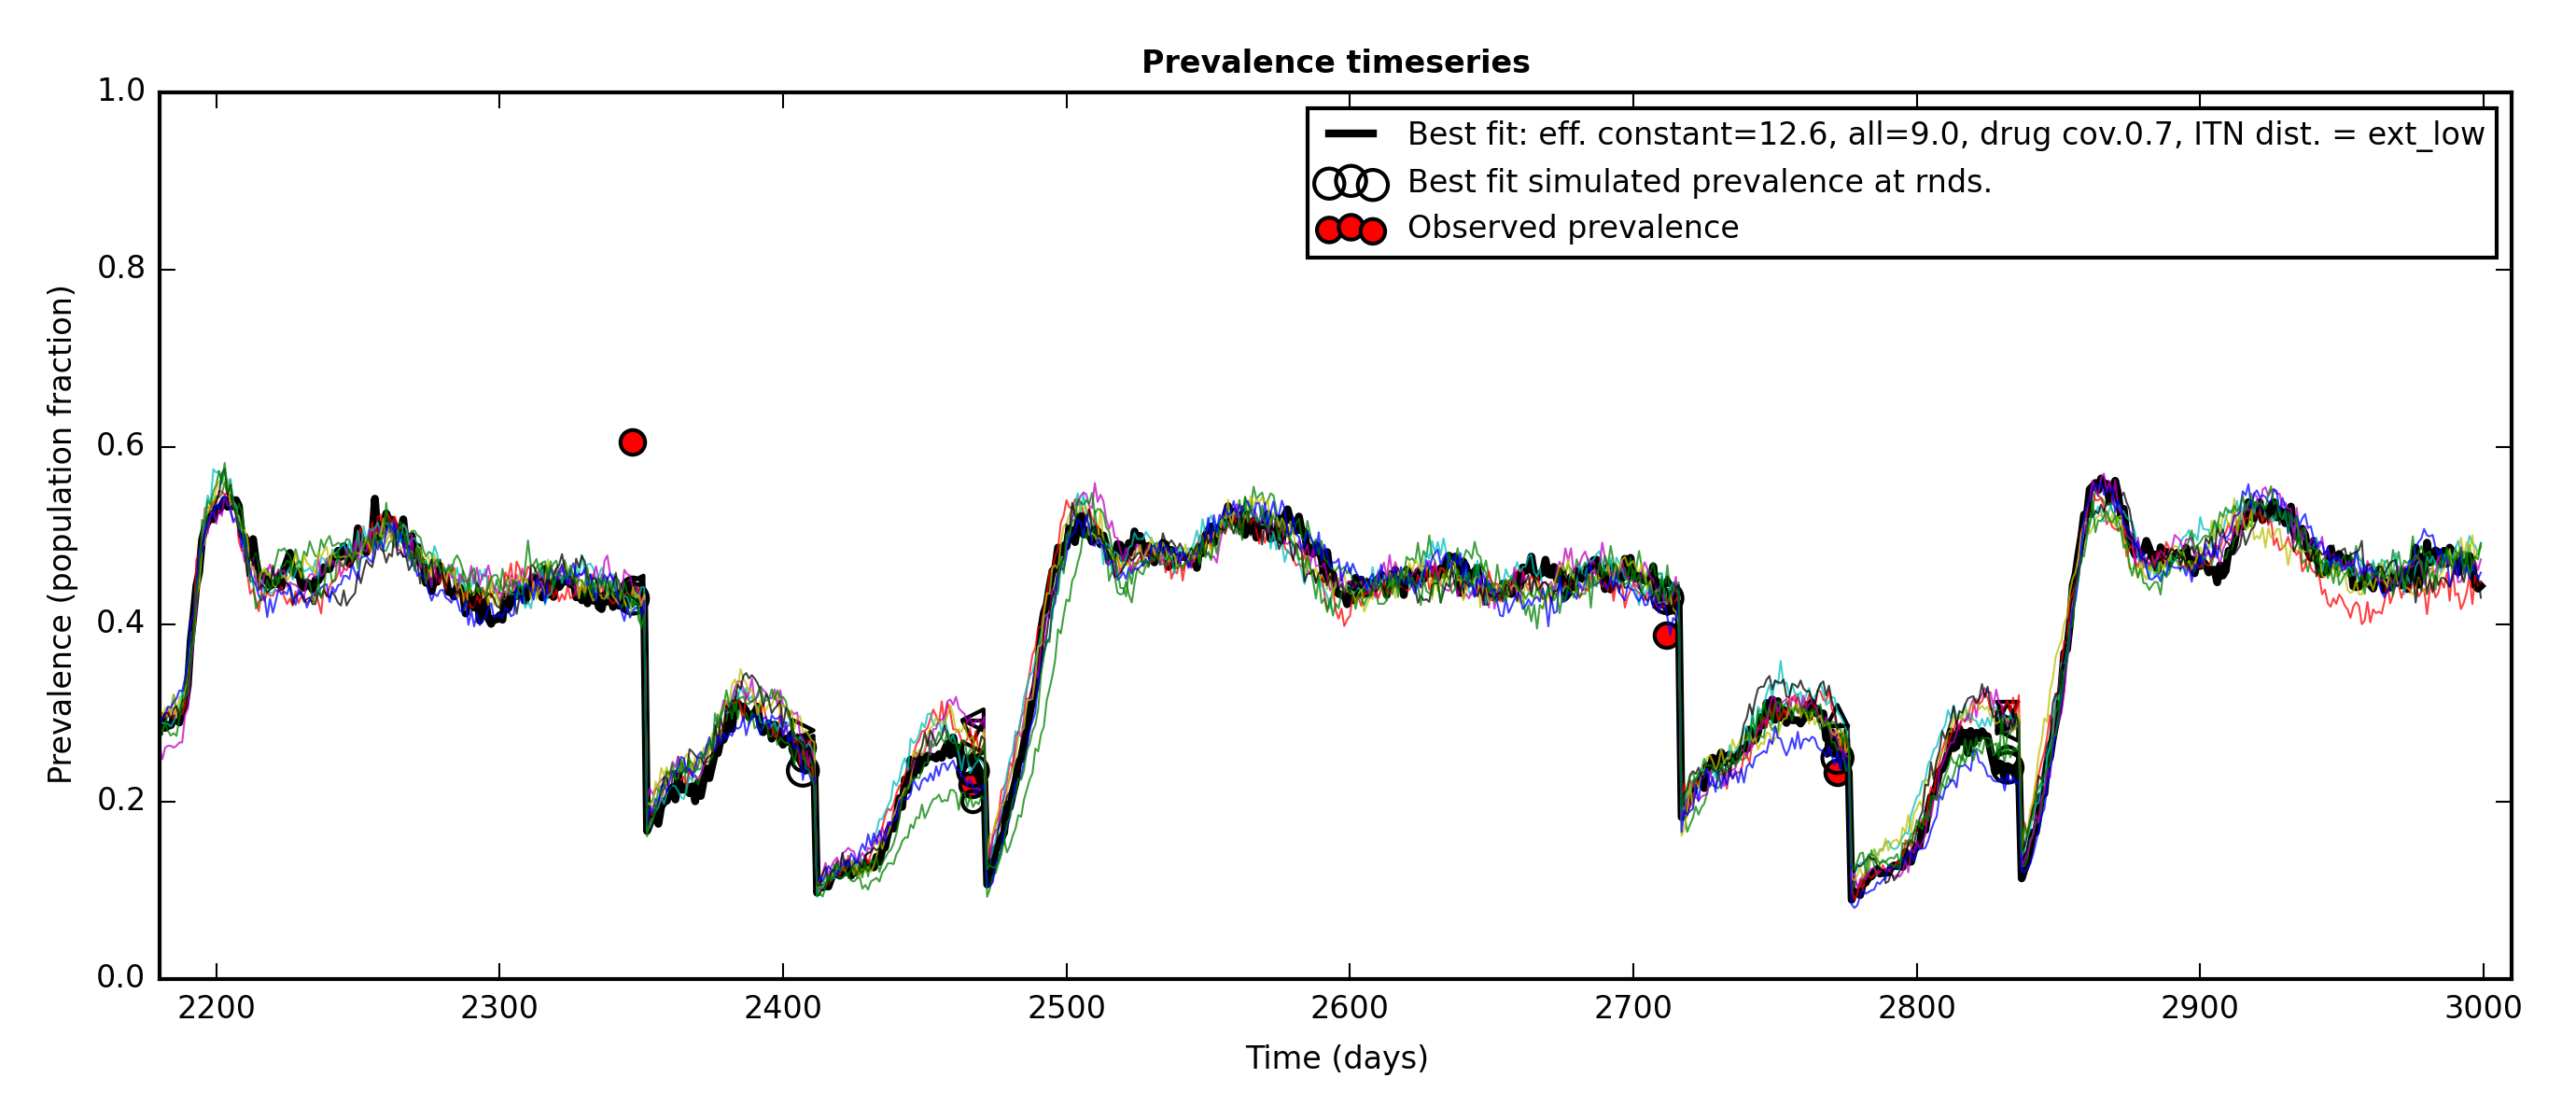 Prevalence timeseries
Best fit: eff. constant=12.6, all=9.0, drug cov.0.7, ITN dist. = ext_low
Best fit simulated prevalence at rnds.
Observed prevalence
Prevalence (population fraction)
1.0
0.8
0.6
0.4
0.2
0.0
2200 2300 2400 2500 2600 2700 2800 2900 3000
Time (days)